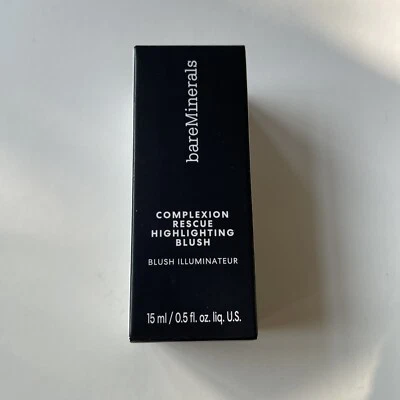 bareMinerals
COMPLEXION
RESCUE
HIGHLIGHTING
BLUSH
BLUSH ILLUMINATEUR
15 ml / 0.5 fl. oz. liq. U.S.